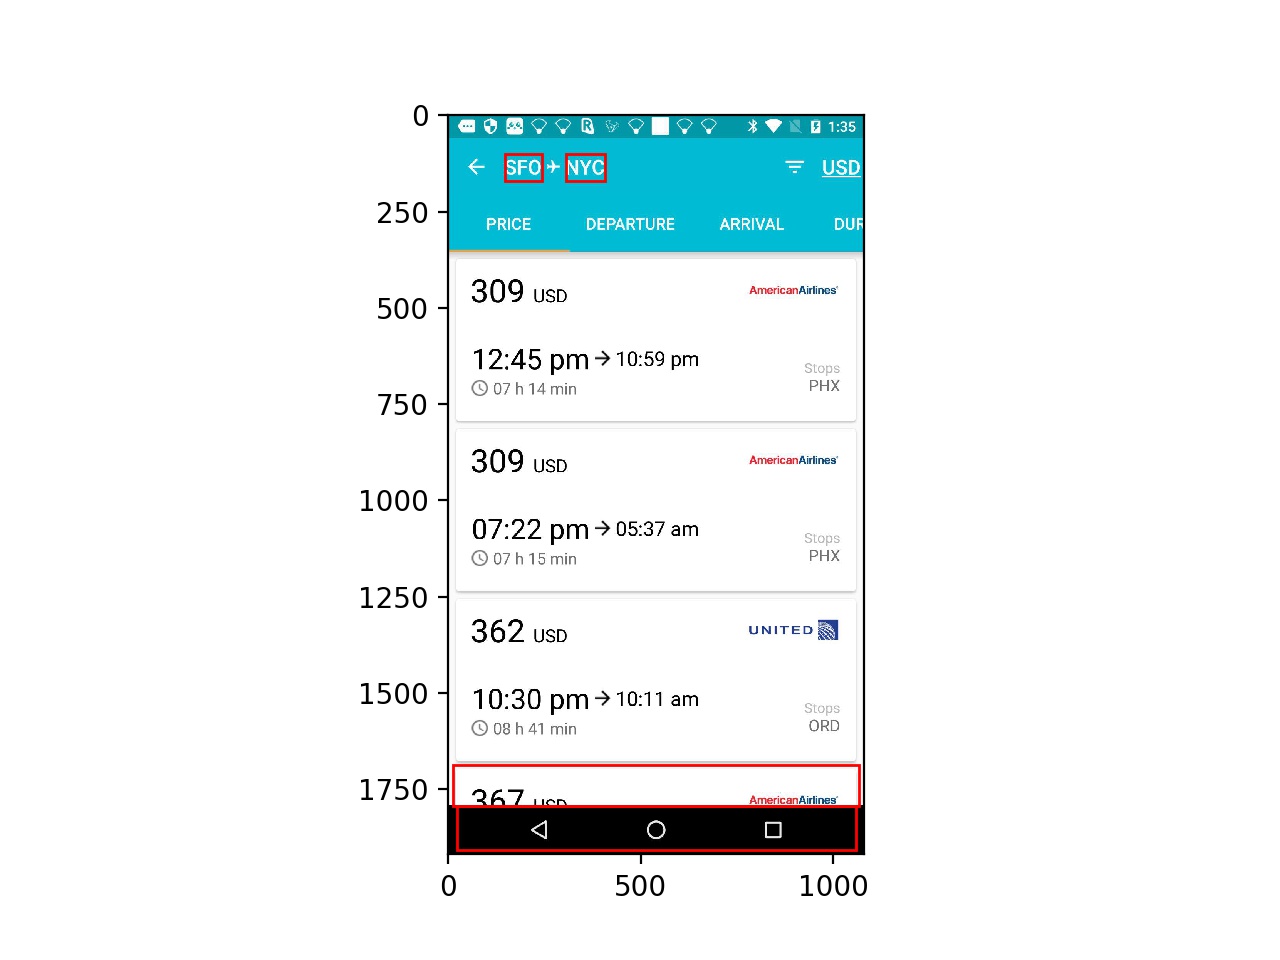 0
1:35
SFO NYC USD
250
PRICE DEPARTURE ARRIVAL DUR
309 USD AmericanAirlines
500
12:45 pm → 10:59 pm
Stops
07 h 14 min PHX
750
309 USD AmericanAirlines
1000
07:22 pm → 05:37 am
Stops
07 h 15 min PHX
1250
362 USD UNITED
1500
10:30 pm → 10:11 am
Stops
08 h 41 min ORD
1750
367 USD AmericanAirlines
0 500 1000